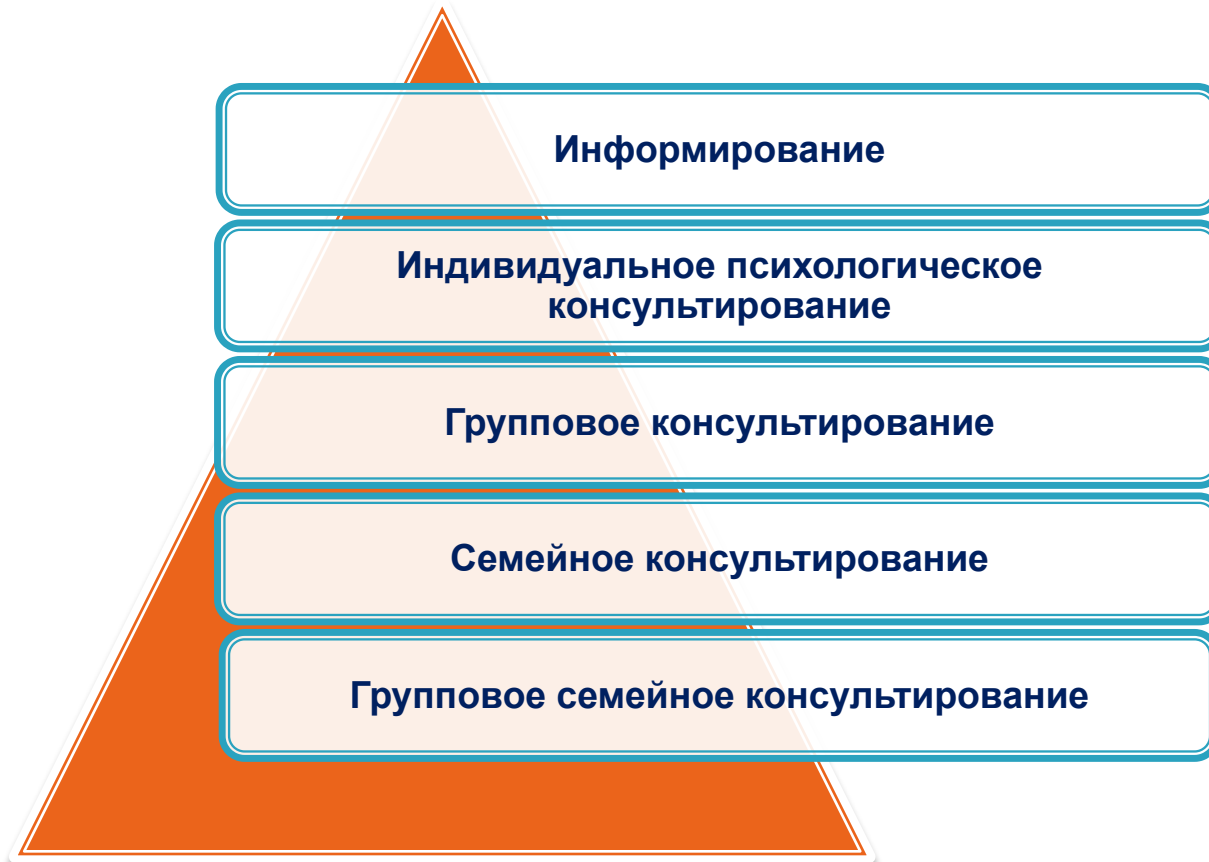 Информирование
Индивидуальное психологическое
консультирование
Групповое консультирование
Семейное консультирование
Групповое семейное консультирование